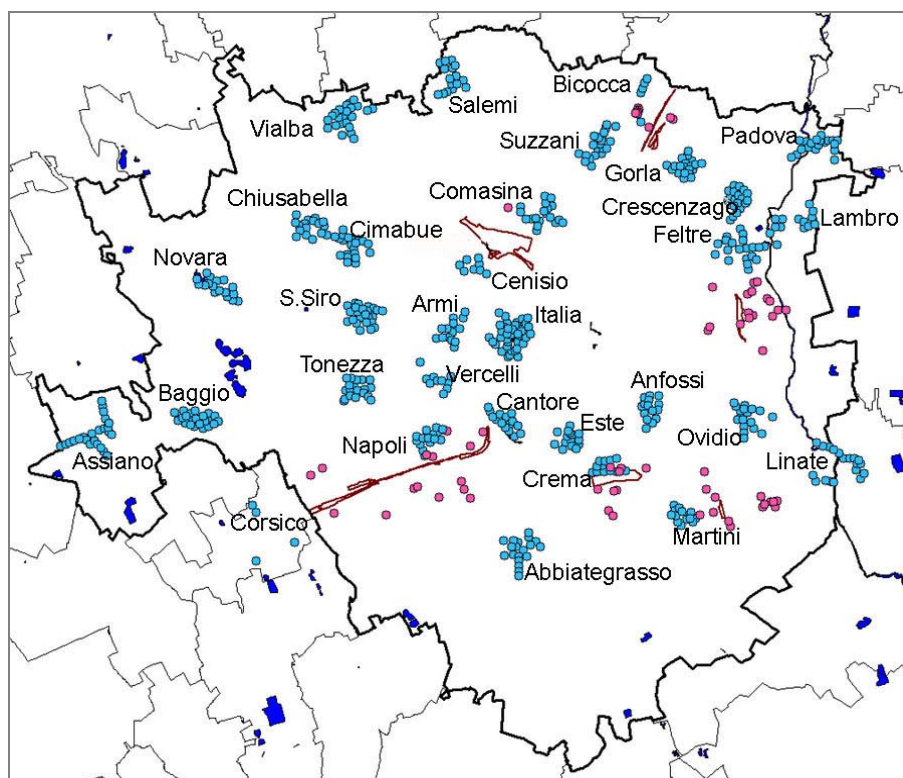 Bicocca
Salemi
Vialba
Suzzani
Padova
Gorla
Chiusabella
Comasina
Crescenzago
Lambro
Cimabue
Feltre
Novara
Cenisio
S.Siro
Armi
Italia
Tonezza
Vercelli
Anfossi
Baggio
Cantore
Napoli
Este
Ovidio
Assiano
Crema
Linate
Corsico
Martini
Abbiategrasso